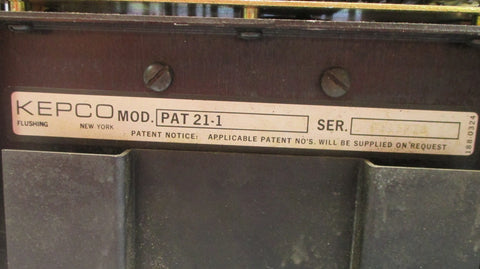 KEPCO MOD. PAT 21-1 SER.
FLUSHING NEW YORK
PATENT NOTICE: APPLICABLE PATENT NO'S. WILL BE SUPPLIED ON REQUEST
188-0324